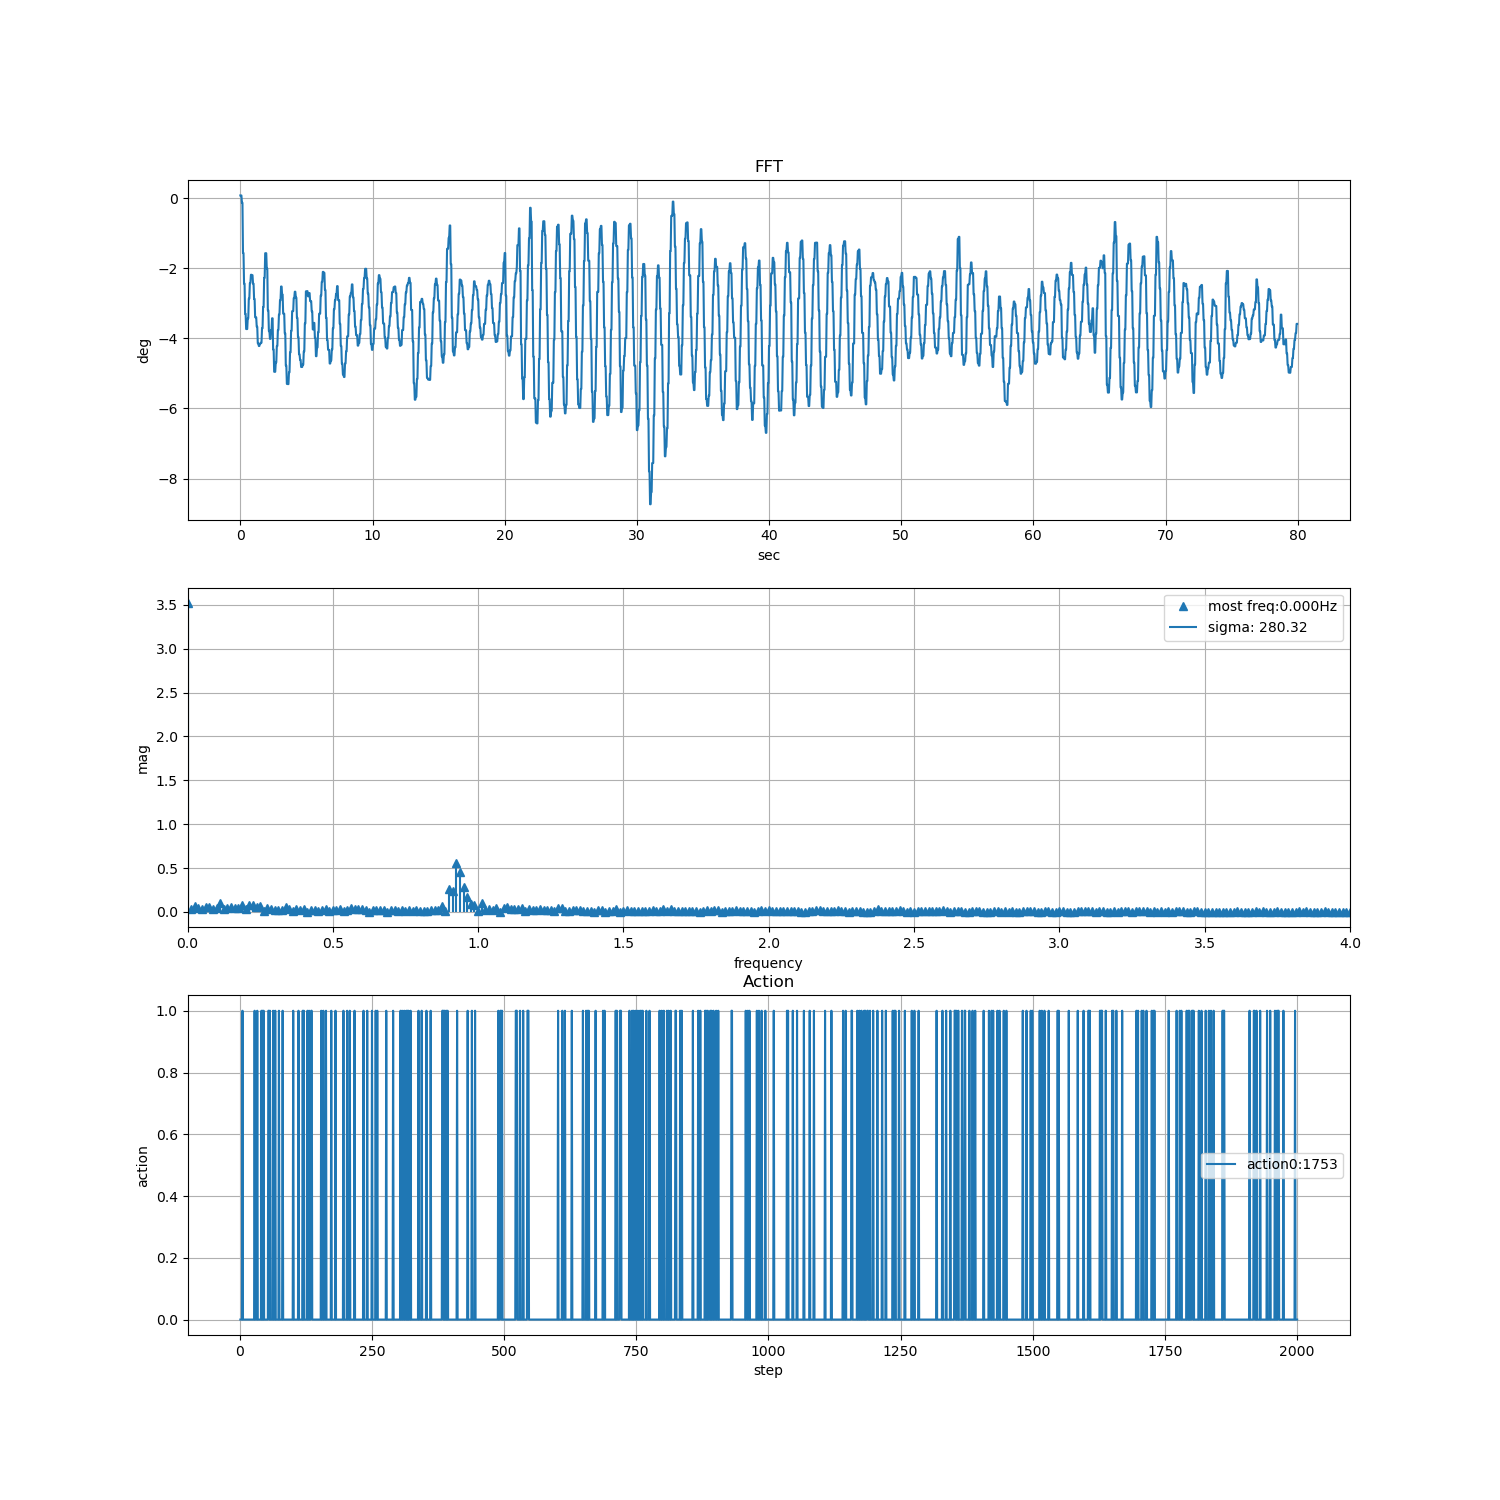 FFT
0
−2
−4
−6
−8
deg
0 10 20 30 40 50 60 70 80
sec
3.5
3.0
2.5
2.0
1.5
1.0
0.5
0.0
mag
most freq:0.000Hz
sigma: 280.32
0.0 0.5 1.0 1.5 2.0 2.5 3.0 3.5 4.0
frequency
Action
1.0
0.8
0.6
0.4
0.2
0.0
action
action0:1753
0 250 500 750 1000 1250 1500 1750 2000
step